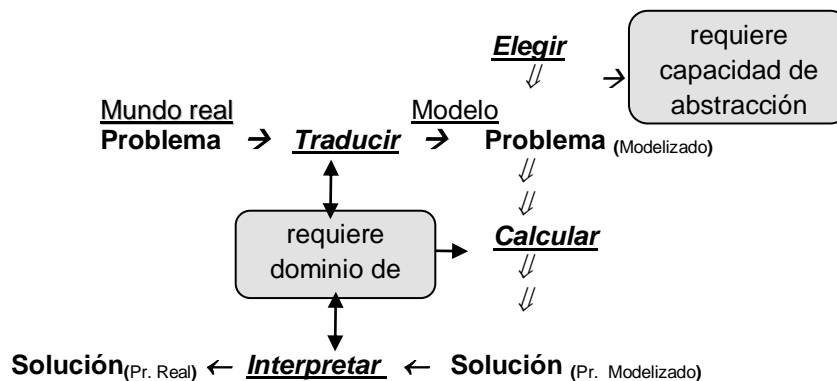 Elegir
requiere
capacidad de
abstracción
Mundo real
Modelo
Problema → Traducir → Problema (Modelizado)
requiere
dominio de
Calcular
Solución(Pr. Real) ← Interpretar ← Solución (Pr. Modelizado)